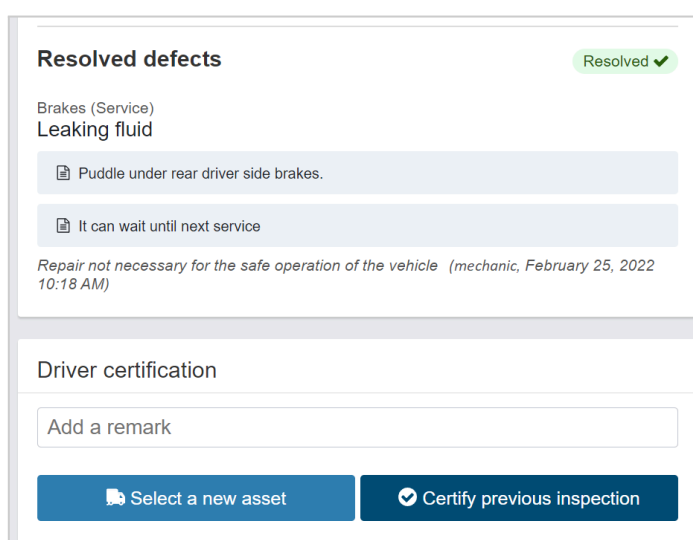 Resolved defects
Resolved
Brakes (Service)
Leaking fluid
Puddle under rear driver side brakes.
It can wait until next service
Repair not necessary for the safe operation of the vehicle (mechanic, February 25, 2022
10:18 AM)
Driver certification
Add a remark
Select a new asset
Certify previous inspection